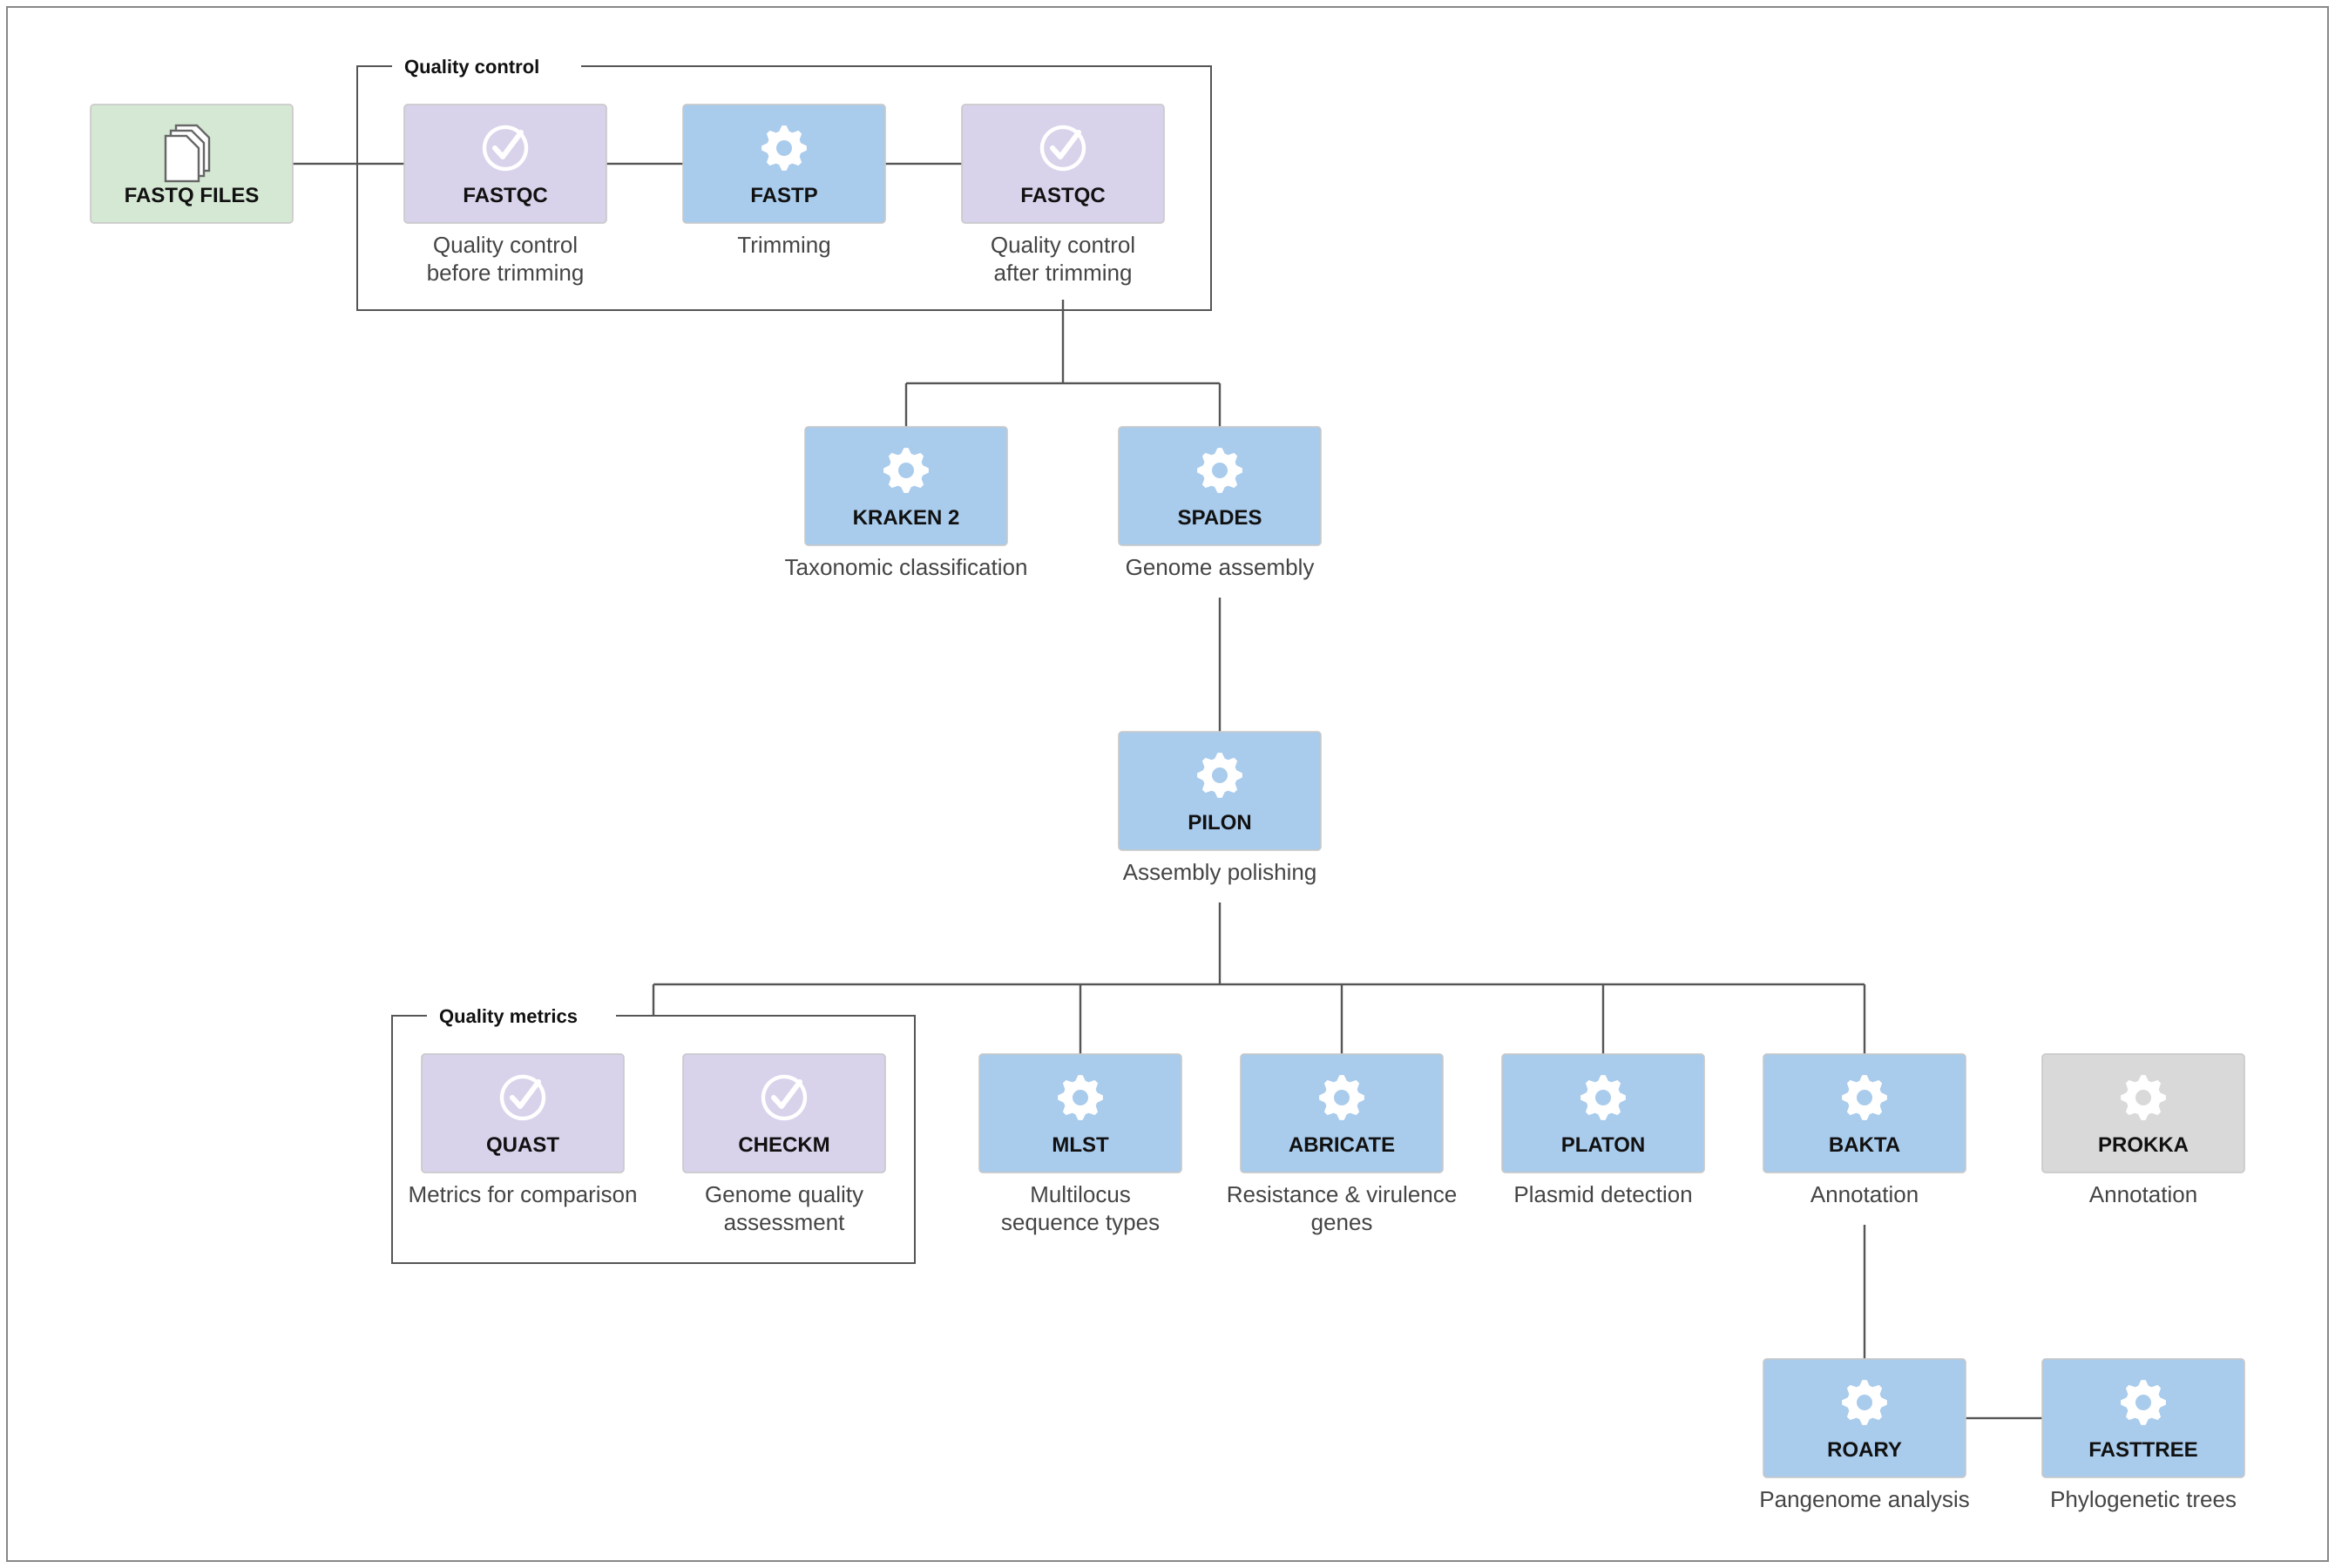 Quality control
FASTQ FILES
FASTQC
FASTP
FASTQC
Quality control
before trimming
Trimming
Quality control
after trimming
KRAKEN 2
SPADES
Taxonomic classification
Genome assembly
PILON
Assembly polishing
Quality metrics
QUAST
CHECKM
MLST
ABRICATE
PLATON
BAKTA
PROKKA
Metrics for comparison
Genome quality
assessment
Multilocus
sequence types
Resistance & virulence
genes
Plasmid detection
Annotation
Annotation
ROARY
FASTTREE
Pangenome analysis
Phylogenetic trees